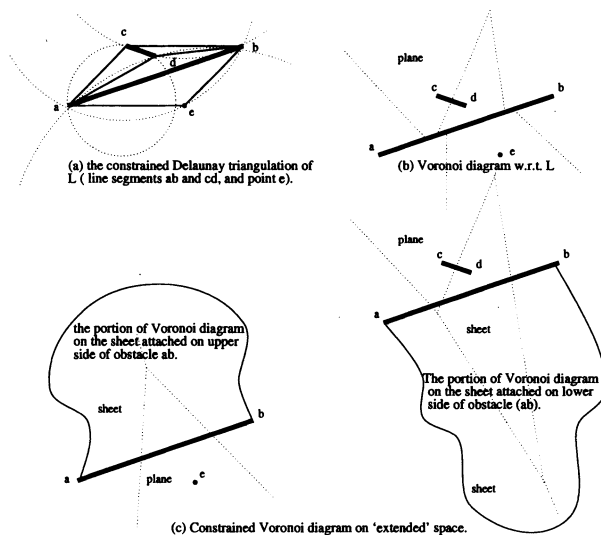 c
b
d
a
e
(a) the constrained Delaunay triangulation of
L ( line segments ab and cd, and point e).
plane
c
d
b
a
e
(b) Voronoi diagram w.r.t. L
plane
c
d
b
a
sheet
The portion of Voronoi diagram
on the sheet attached on lower
side of obstacle (ab).
sheet
the portion of Voronoi diagram
on the sheet attached on upper
side of obstacle ab.
sheet
b
a
plane
e
(c) Constrained Voronoi diagram on ‘extended’ space.